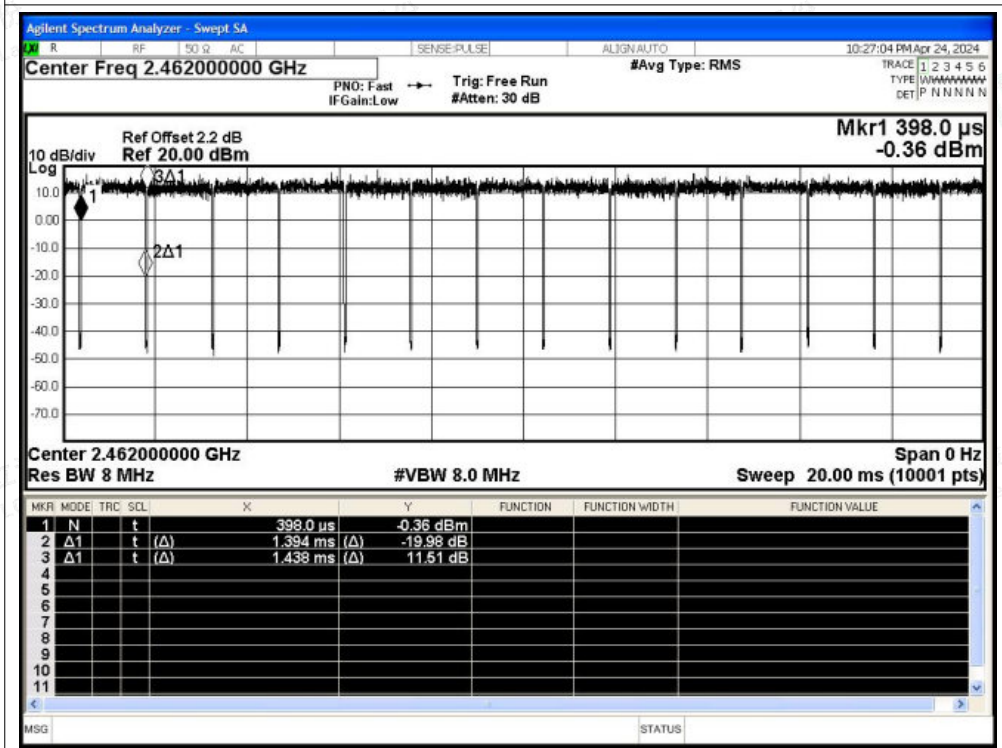 Agilent Spectrum Analyzer - Swept SA
LXI R RF 50 Ω AC SENSE:PULSE ALIGN AUTO 10:27:04 PM Apr 24, 2024
Center Freq 2.462000000 GHz #Avg Type: RMS TRACE 1 2 3 4 5 6
PNO: Fast Trig: Free Run TYPE WWWWWW
IFGain:Low #Atten: 30 dB DET P N N N N N
Mkr1 398.0 µs
Ref Offset 2.2 dB
10 dB/div Ref 20.00 dBm -0.36 dBm
Log
3Δ1
10.0
1
0.00
-10.0
2Δ1
-20.0
-30.0
-40.0
-50.0
-60.0
-70.0
Center 2.462000000 GHz Span 0 Hz
Res BW 8 MHz #VBW 8.0 MHz Sweep 20.00 ms (10001 pts)
MKR MODE TRC SCL X Y FUNCTION FUNCTION WIDTH FUNCTION VALUE
1 N t 398.0 µs -0.36 dBm
2 Δ1 t (Δ) 1.394 ms (Δ) -19.98 dB
3 Δ1 t (Δ) 1.438 ms (Δ) 11.51 dB
4
5
6
7
8
9
10
11
MSG STATUS